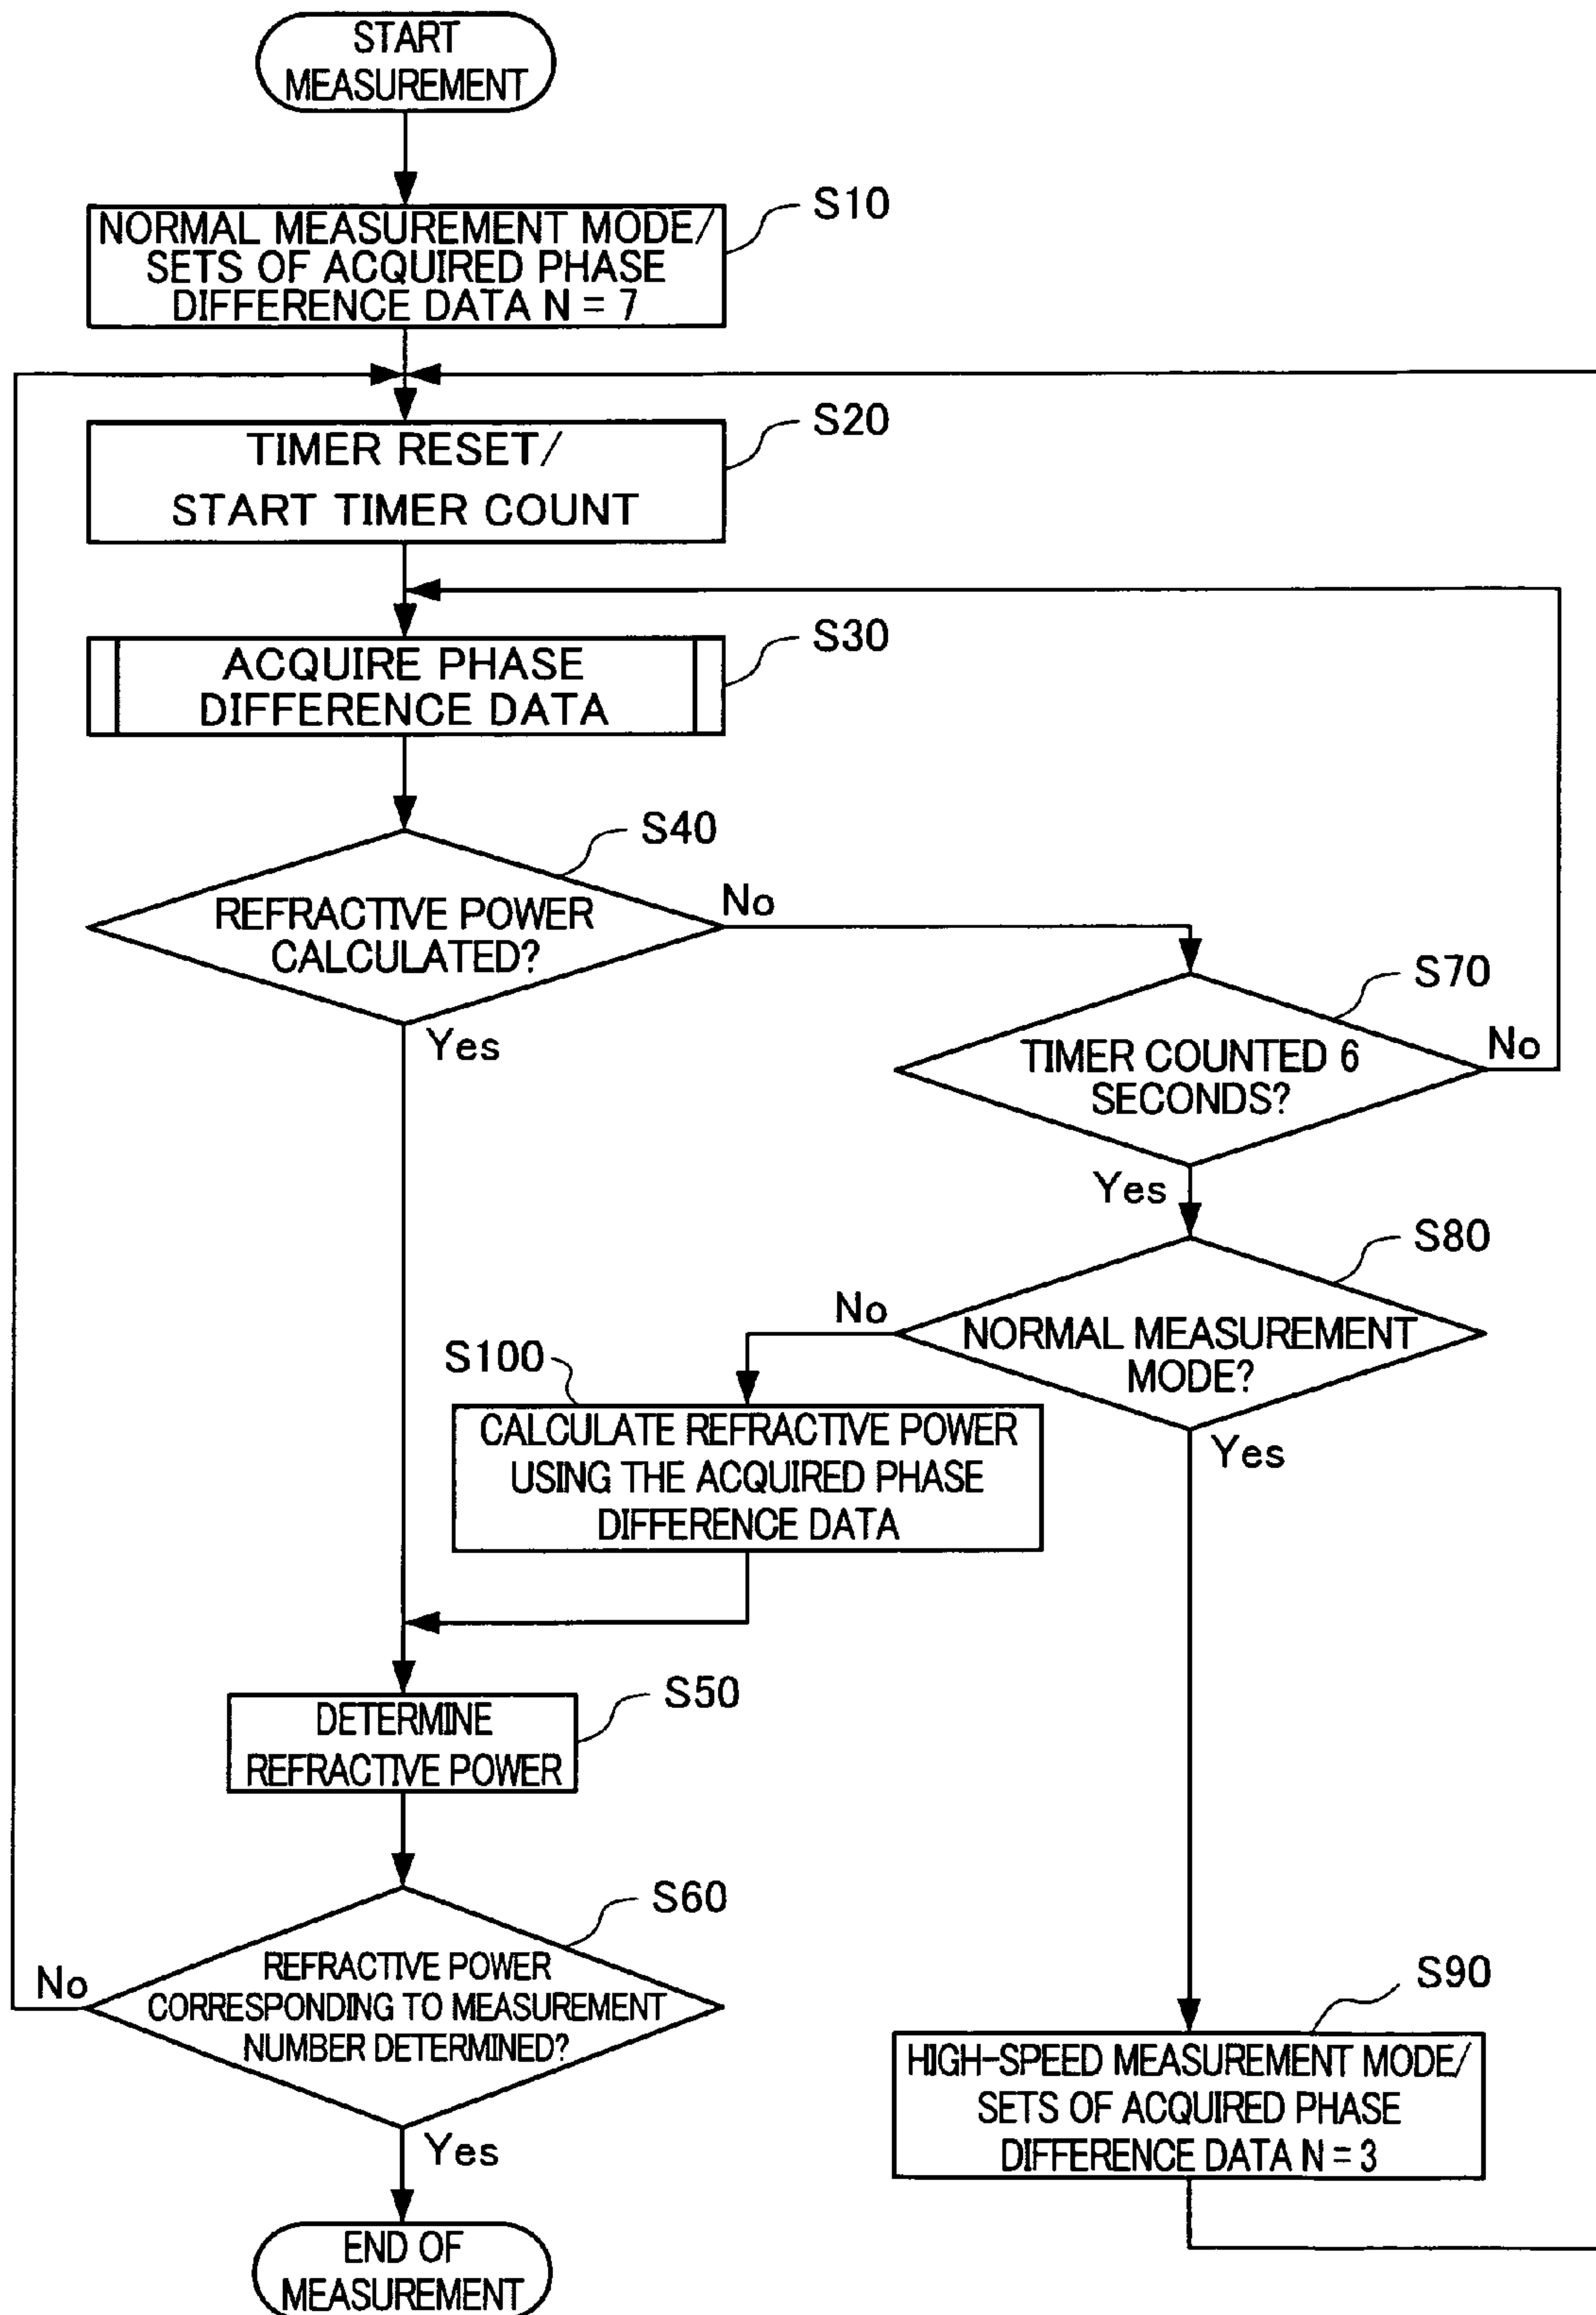 START
MEASUREMENT
S10
NORMAL MEASUREMENT MODE/
SETS OF ACQUIRED PHASE
DIFFERENCE DATA N = 7
S20
TIMER RESET/
START TIMER COUNT
S30
ACQUIRE PHASE
DIFFERENCE DATA
S40
REFRACTIVE POWER
CALCULATED?
No
Yes
S70
TIMER COUNTED 6
SECONDS?
No
Yes
S80
NORMAL MEASUREMENT
MODE?
No
Yes
S100
CALCULATE REFRACTIVE POWER
USING THE ACQUIRED PHASE
DIFFERENCE DATA
S50
DETERMINE
REFRACTIVE POWER
S60
REFRACTIVE POWER
CORRESPONDING TO MEASUREMENT
NUMBER DETERMINED?
No
Yes
S90
HIGH-SPEED MEASUREMENT MODE/
SETS OF ACQUIRED PHASE
DIFFERENCE DATA N = 3
END OF
MEASUREMENT